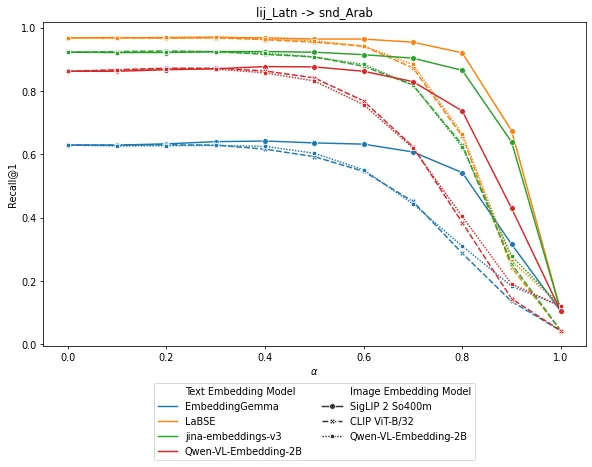 lij_Latn -> snd_Arab
Recall@1
1.0
0.8
0.6
0.4
0.2
0.0
0.0 0.2 0.4 0.6 0.8 1.0
α
Text Embedding Model
EmbeddingGemma
LaBSE
jina-embeddings-v3
Qwen-VL-Embedding-2B
Image Embedding Model
SigLIP 2 So400m
CLIP ViT-B/32
Qwen-VL-Embedding-2B